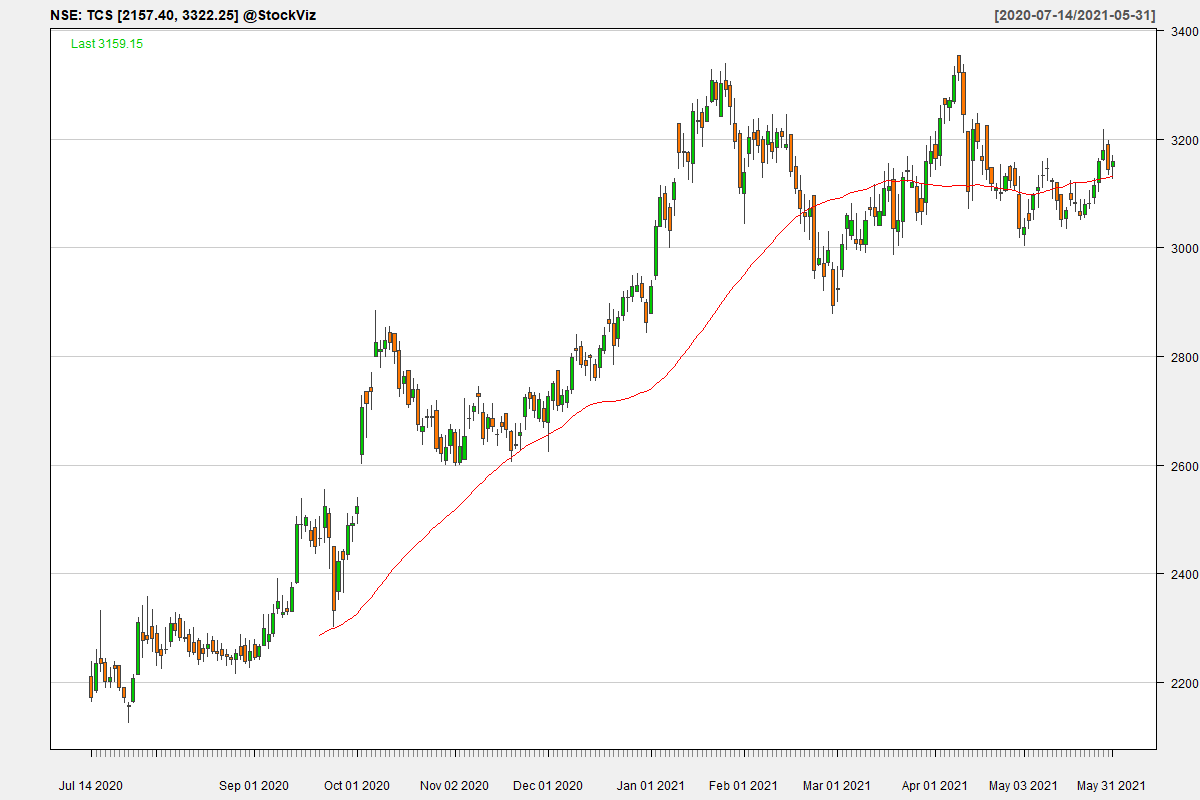 NSE: TCS [2157.40, 3322.25] @StockViz
[2020-07-14/2021-05-31]
Last 3159.15
3400
3200
3000
2800
2600
2400
2200
Jul 14 2020 Sep 01 2020 Oct 01 2020 Nov 02 2020 Dec 01 2020 Jan 01 2021 Feb 01 2021 Mar 01 2021 Apr 01 2021 May 03 2021 May 31 2021